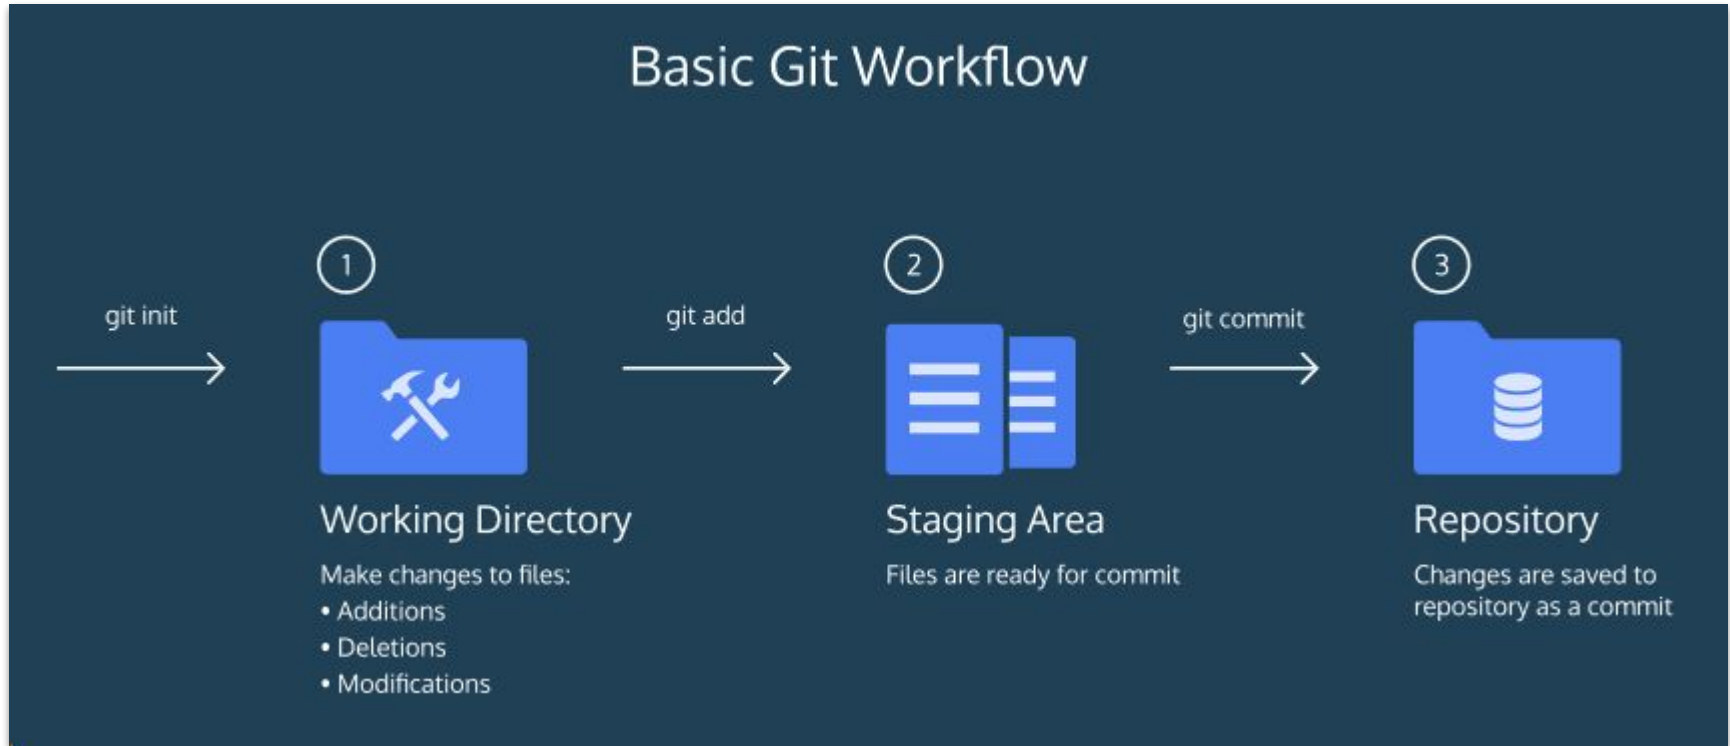 Basic Git Workflow
git init
1
Working Directory
Make changes to files:
• Additions
• Deletions
• Modifications
git add
2
Staging Area
Files are ready for commit
git commit
3
Repository
Changes are saved to
repository as a commit